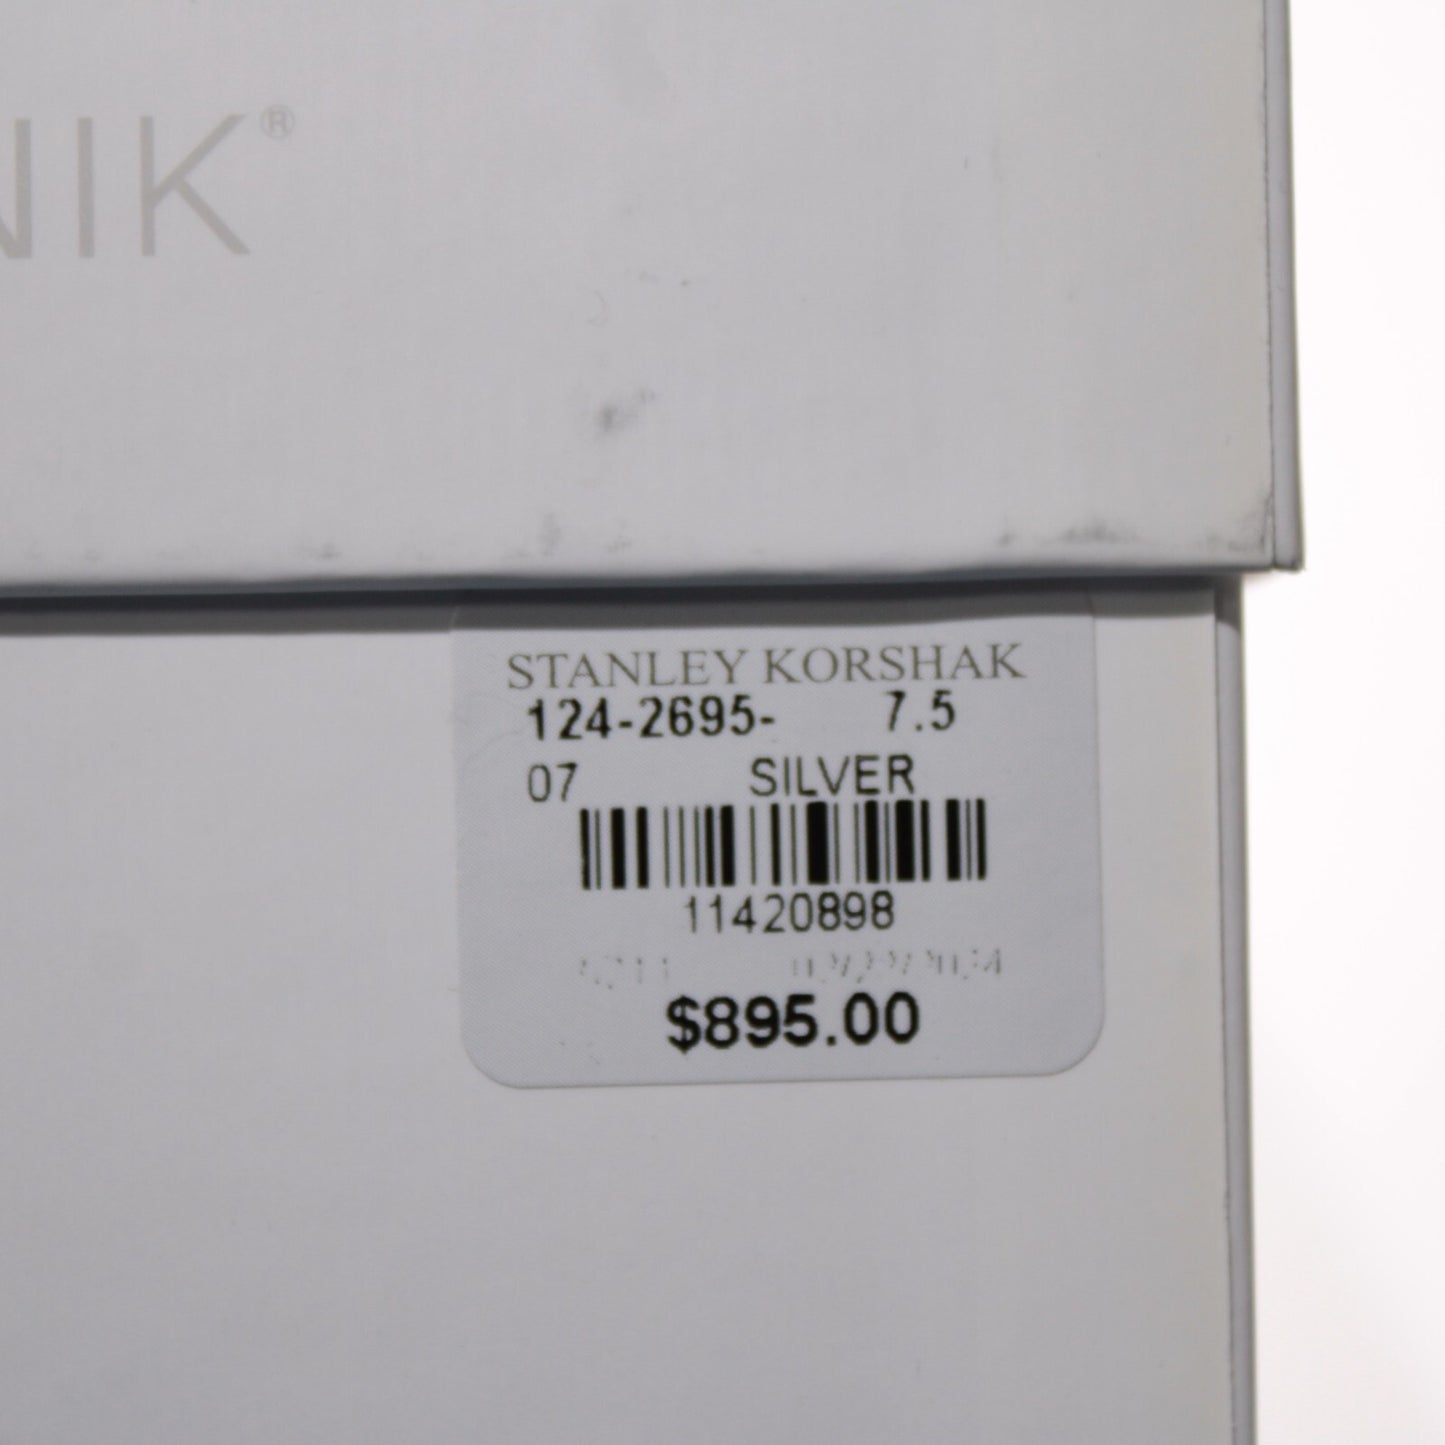 NIK®
STANLEY KORSHAK
124-2695- 7.5
07 SILVER
11420898
$895.00